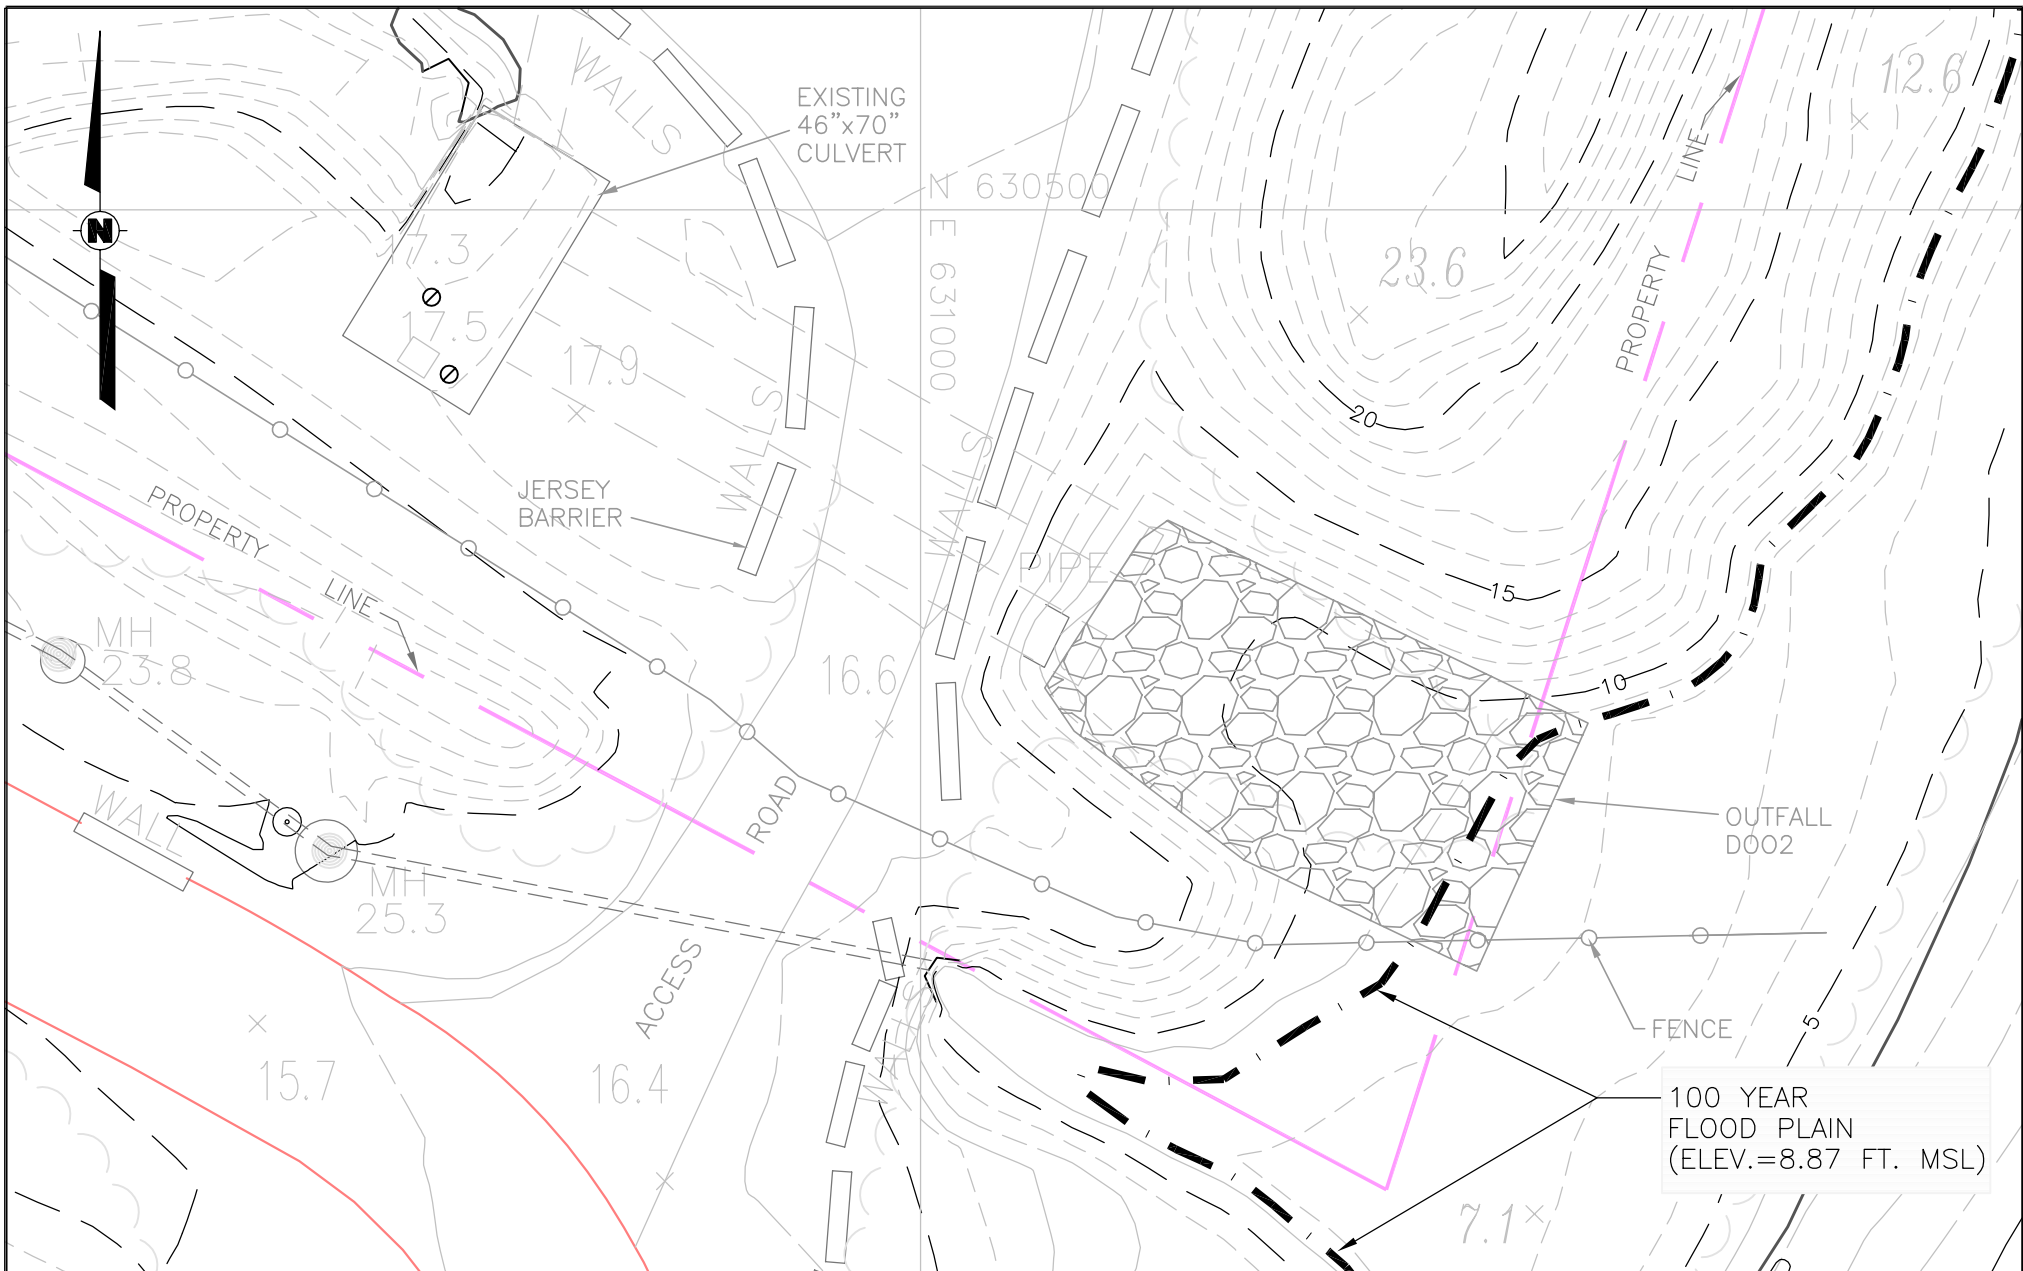 WALLS
12.6
EXISTING
46”x70”
CULVERT
LINE
N 630500
E 631000
N
17.3
23.6
PROPERTY
17.5
17.9
20
WALLS
WALLS
JERSEY
BARRIER
PROPERTY
PIPE
LINE
15
MH
23.8
16.6
10
WALL
ROAD
OUTFALL
D002
MH
25.3
ACCESS
5
FENCE
WALLS
15.7
16.4
100 YEAR
FLOOD PLAIN
(ELEV.=8.87 FT. MSL)
7.1